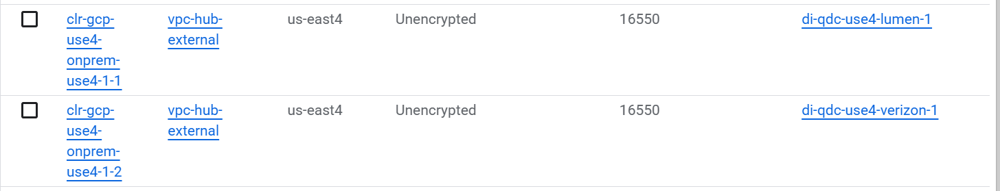 clr-gcp- vpc-hub- us-east4 Unencrypted 16550 di-qdc-use4-lumen-1
use4- external
onprem-
use4-1-1
clr-gcp- vpc-hub- us-east4 Unencrypted 16550 di-qdc-use4-verizon-1
use4- external
onprem-
use4-1-2